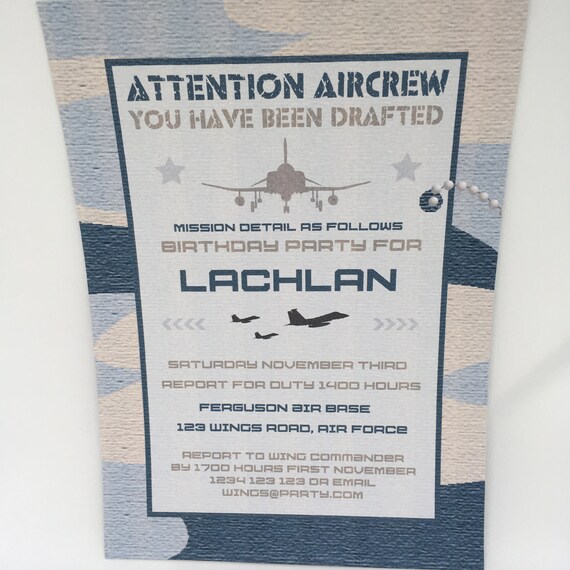 ATTENTION AIRCREW
YOU HAVE BEEN DRAFTED
MISSION DETAIL AS FOLLOWS
BIRTHDAY PARTY FOR
LACHLAN
SATURDAY NOVEMBER THIRD
REPORT FOR DUTY 1400 HOURS
FERGUSON AIR BASE
123 WINGS ROAD, AIR FORCE
REPORT TO WING COMMANDER
BY 1700 HOURS FIRST NOVEMBER
1234 123 123 OR EMAIL
WINGS@PARTY.COM